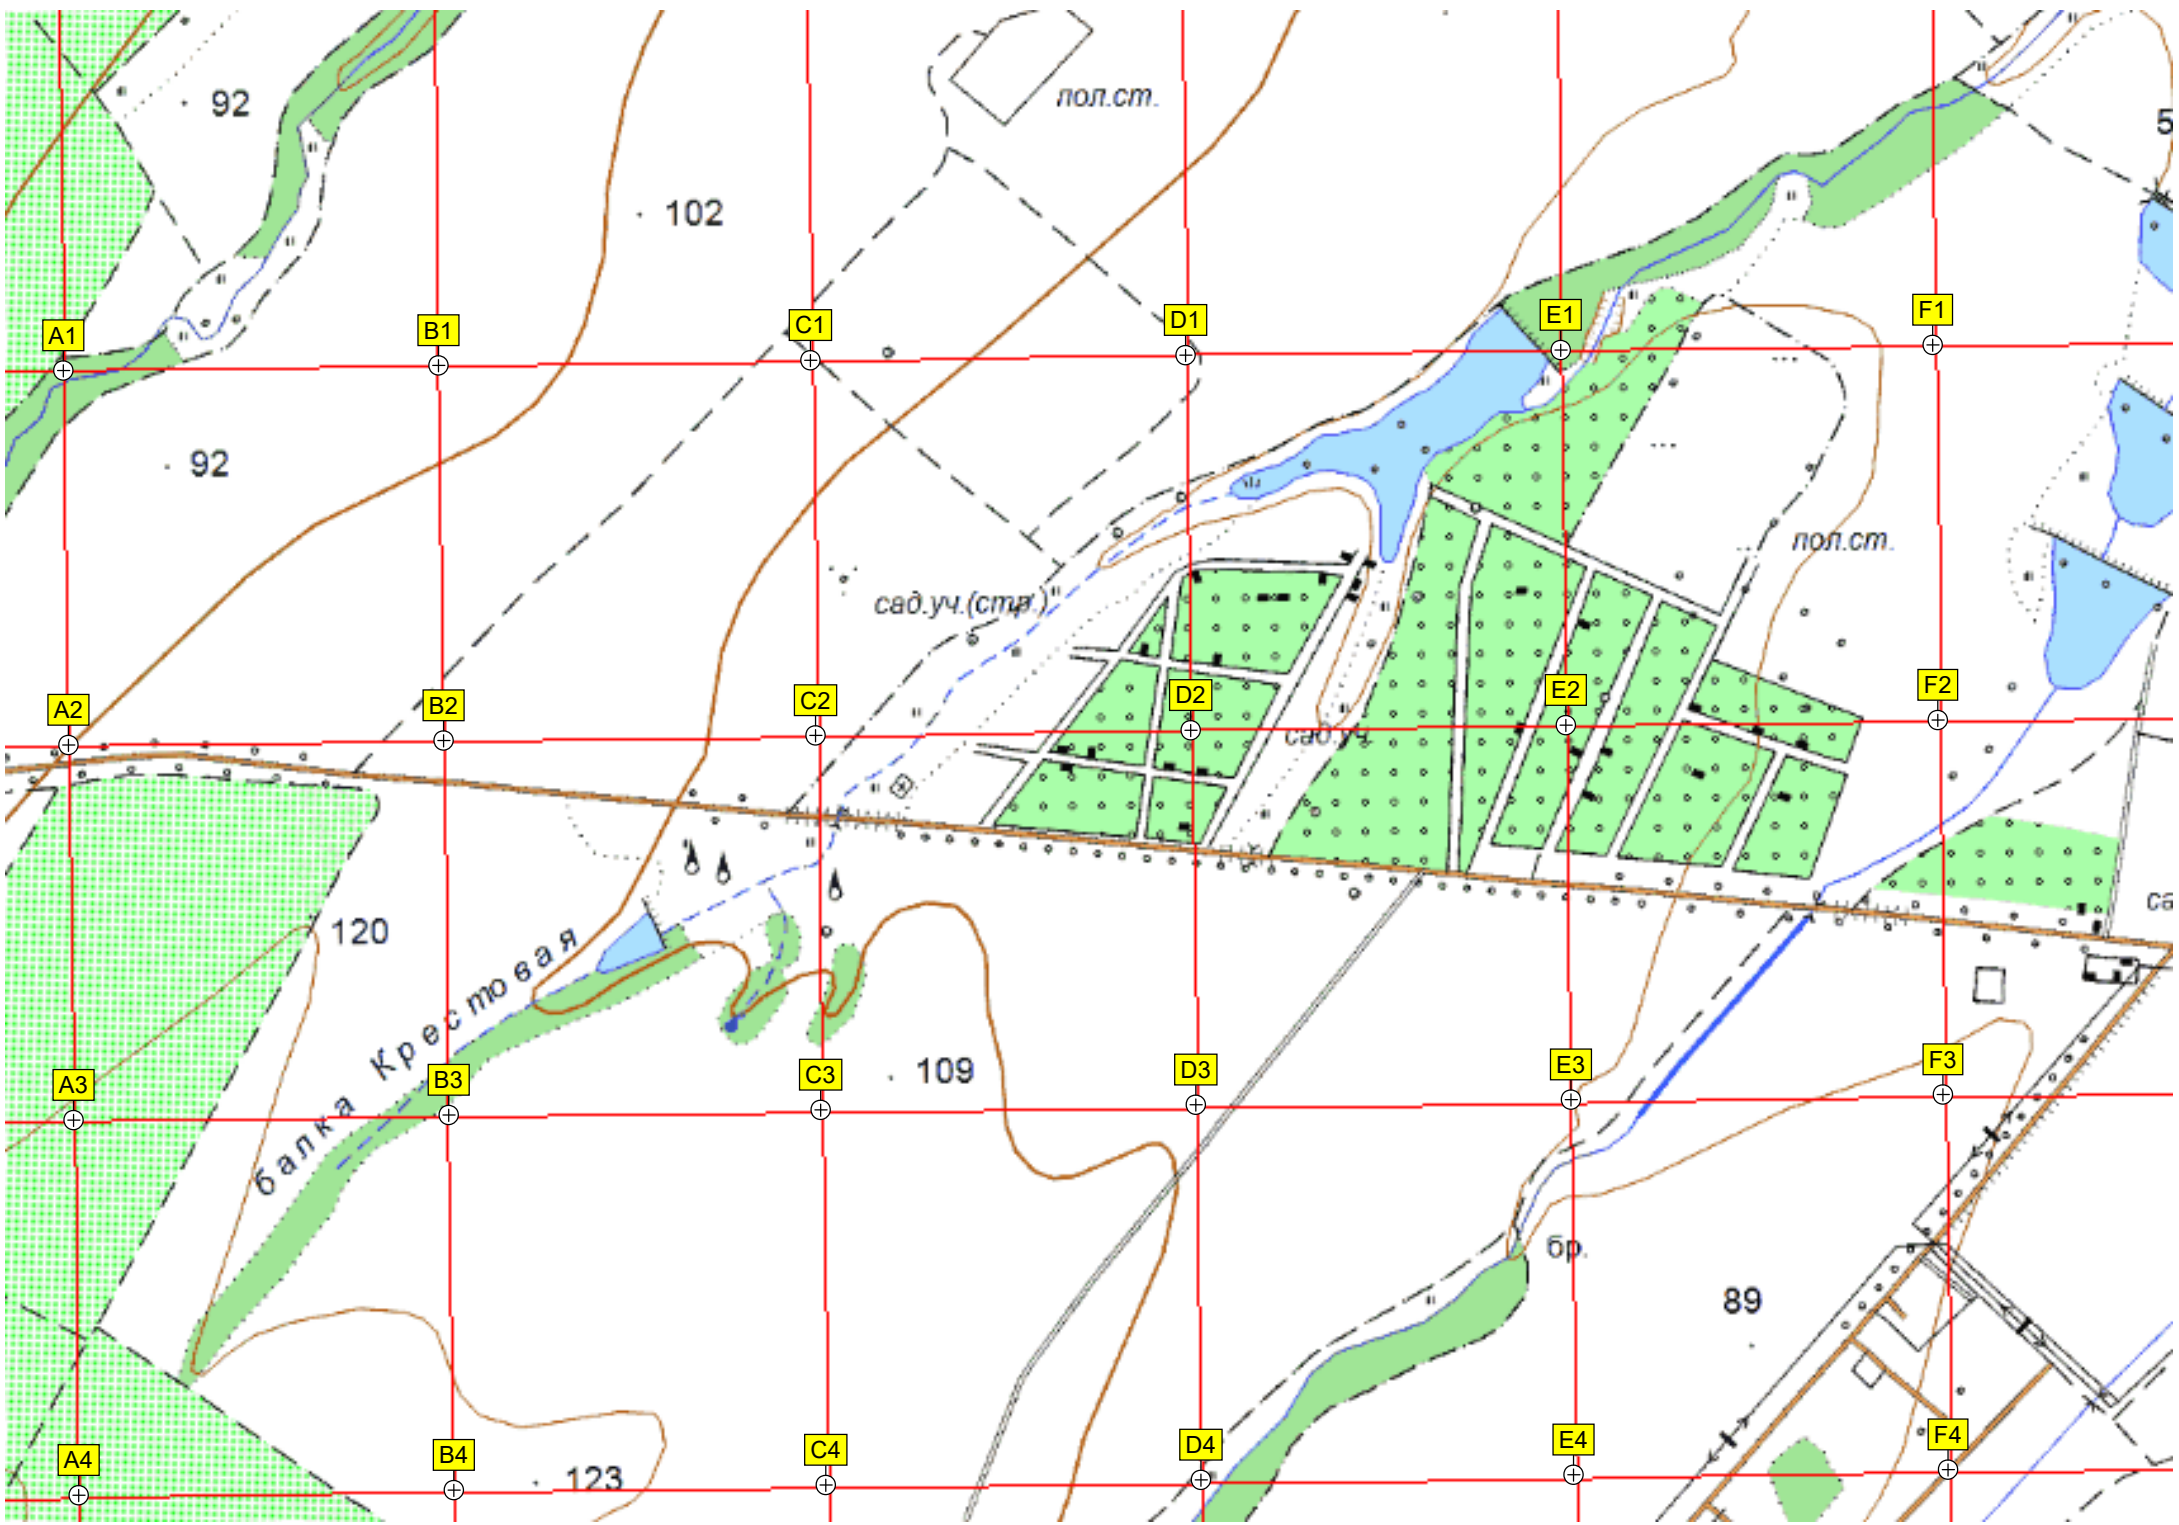 92
пол.ст.
5
102
A1
B1
C1
D1
E1
F1
92
пол.ст.
сад.уч.(стр.)
A2
B2
C2
D2
E2
F2
сад.уч.
120
са
балка Крестовая
109
A3
B3
C3
D3
E3
F3
бр.
89
A4
B4
C4
D4
E4
F4
123